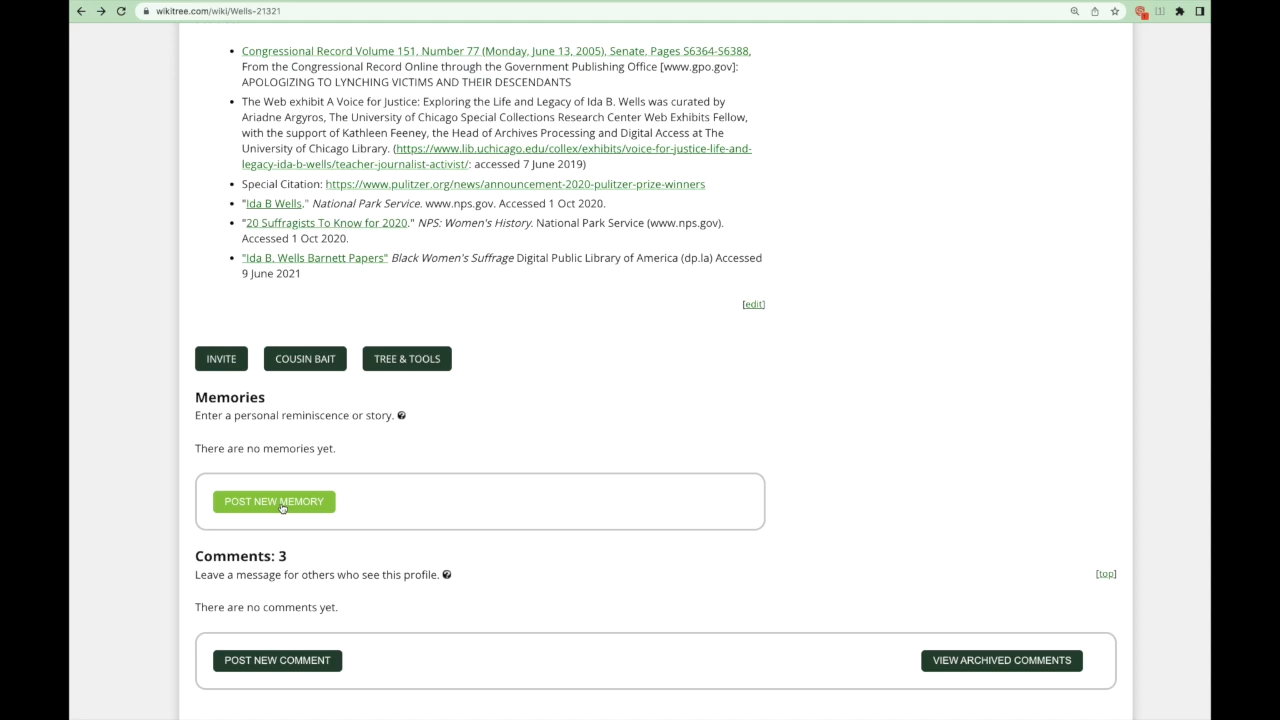 wikitree.com/wiki/Wells-21321
Congressional Record Volume 151, Number 77 (Monday, June 13, 2005), Senate, Pages S6364-S6388,
From the Congressional Record Online through the Government Publishing Office [www.gpo.gov]:
APOLOGIZING TO LYNCHING VICTIMS AND THEIR DESCENDANTS
The Web exhibit A Voice for Justice: Exploring the Life and Legacy of Ida B. Wells was curated by
Ariadne Argyros, The University of Chicago Special Collections Research Center Web Exhibits Fellow,
with the support of Kathleen Feeney, the Head of Archives Processing and Digital Access at The
University of Chicago Library. (https://www.lib.uchicago.edu/collex/exhibits/voice-for-justice-life-and-
legacy-ida-b-wells/teacher-journalist-activist/: accessed 7 June 2019)
Special Citation: https://www.pulitzer.org/news/announcement-2020-pulitzer-prize-winners
"Ida B Wells." National Park Service. www.nps.gov. Accessed 1 Oct 2020.
"20 Suffragists To Know for 2020." NPS: Women's History. National Park Service (www.nps.gov).
Accessed 1 Oct 2020.
"Ida B. Wells Barnett Papers" Black Women's Suffrage Digital Public Library of America (dp.la) Accessed
9 June 2021
[edit]
INVITE COUSIN BAIT TREE & TOOLS
Memories
Enter a personal reminiscence or story.
There are no memories yet.
POST NEW MEMORY
Comments: 3
Leave a message for others who see this profile.
[top]
There are no comments yet.
POST NEW COMMENT VIEW ARCHIVED COMMENTS